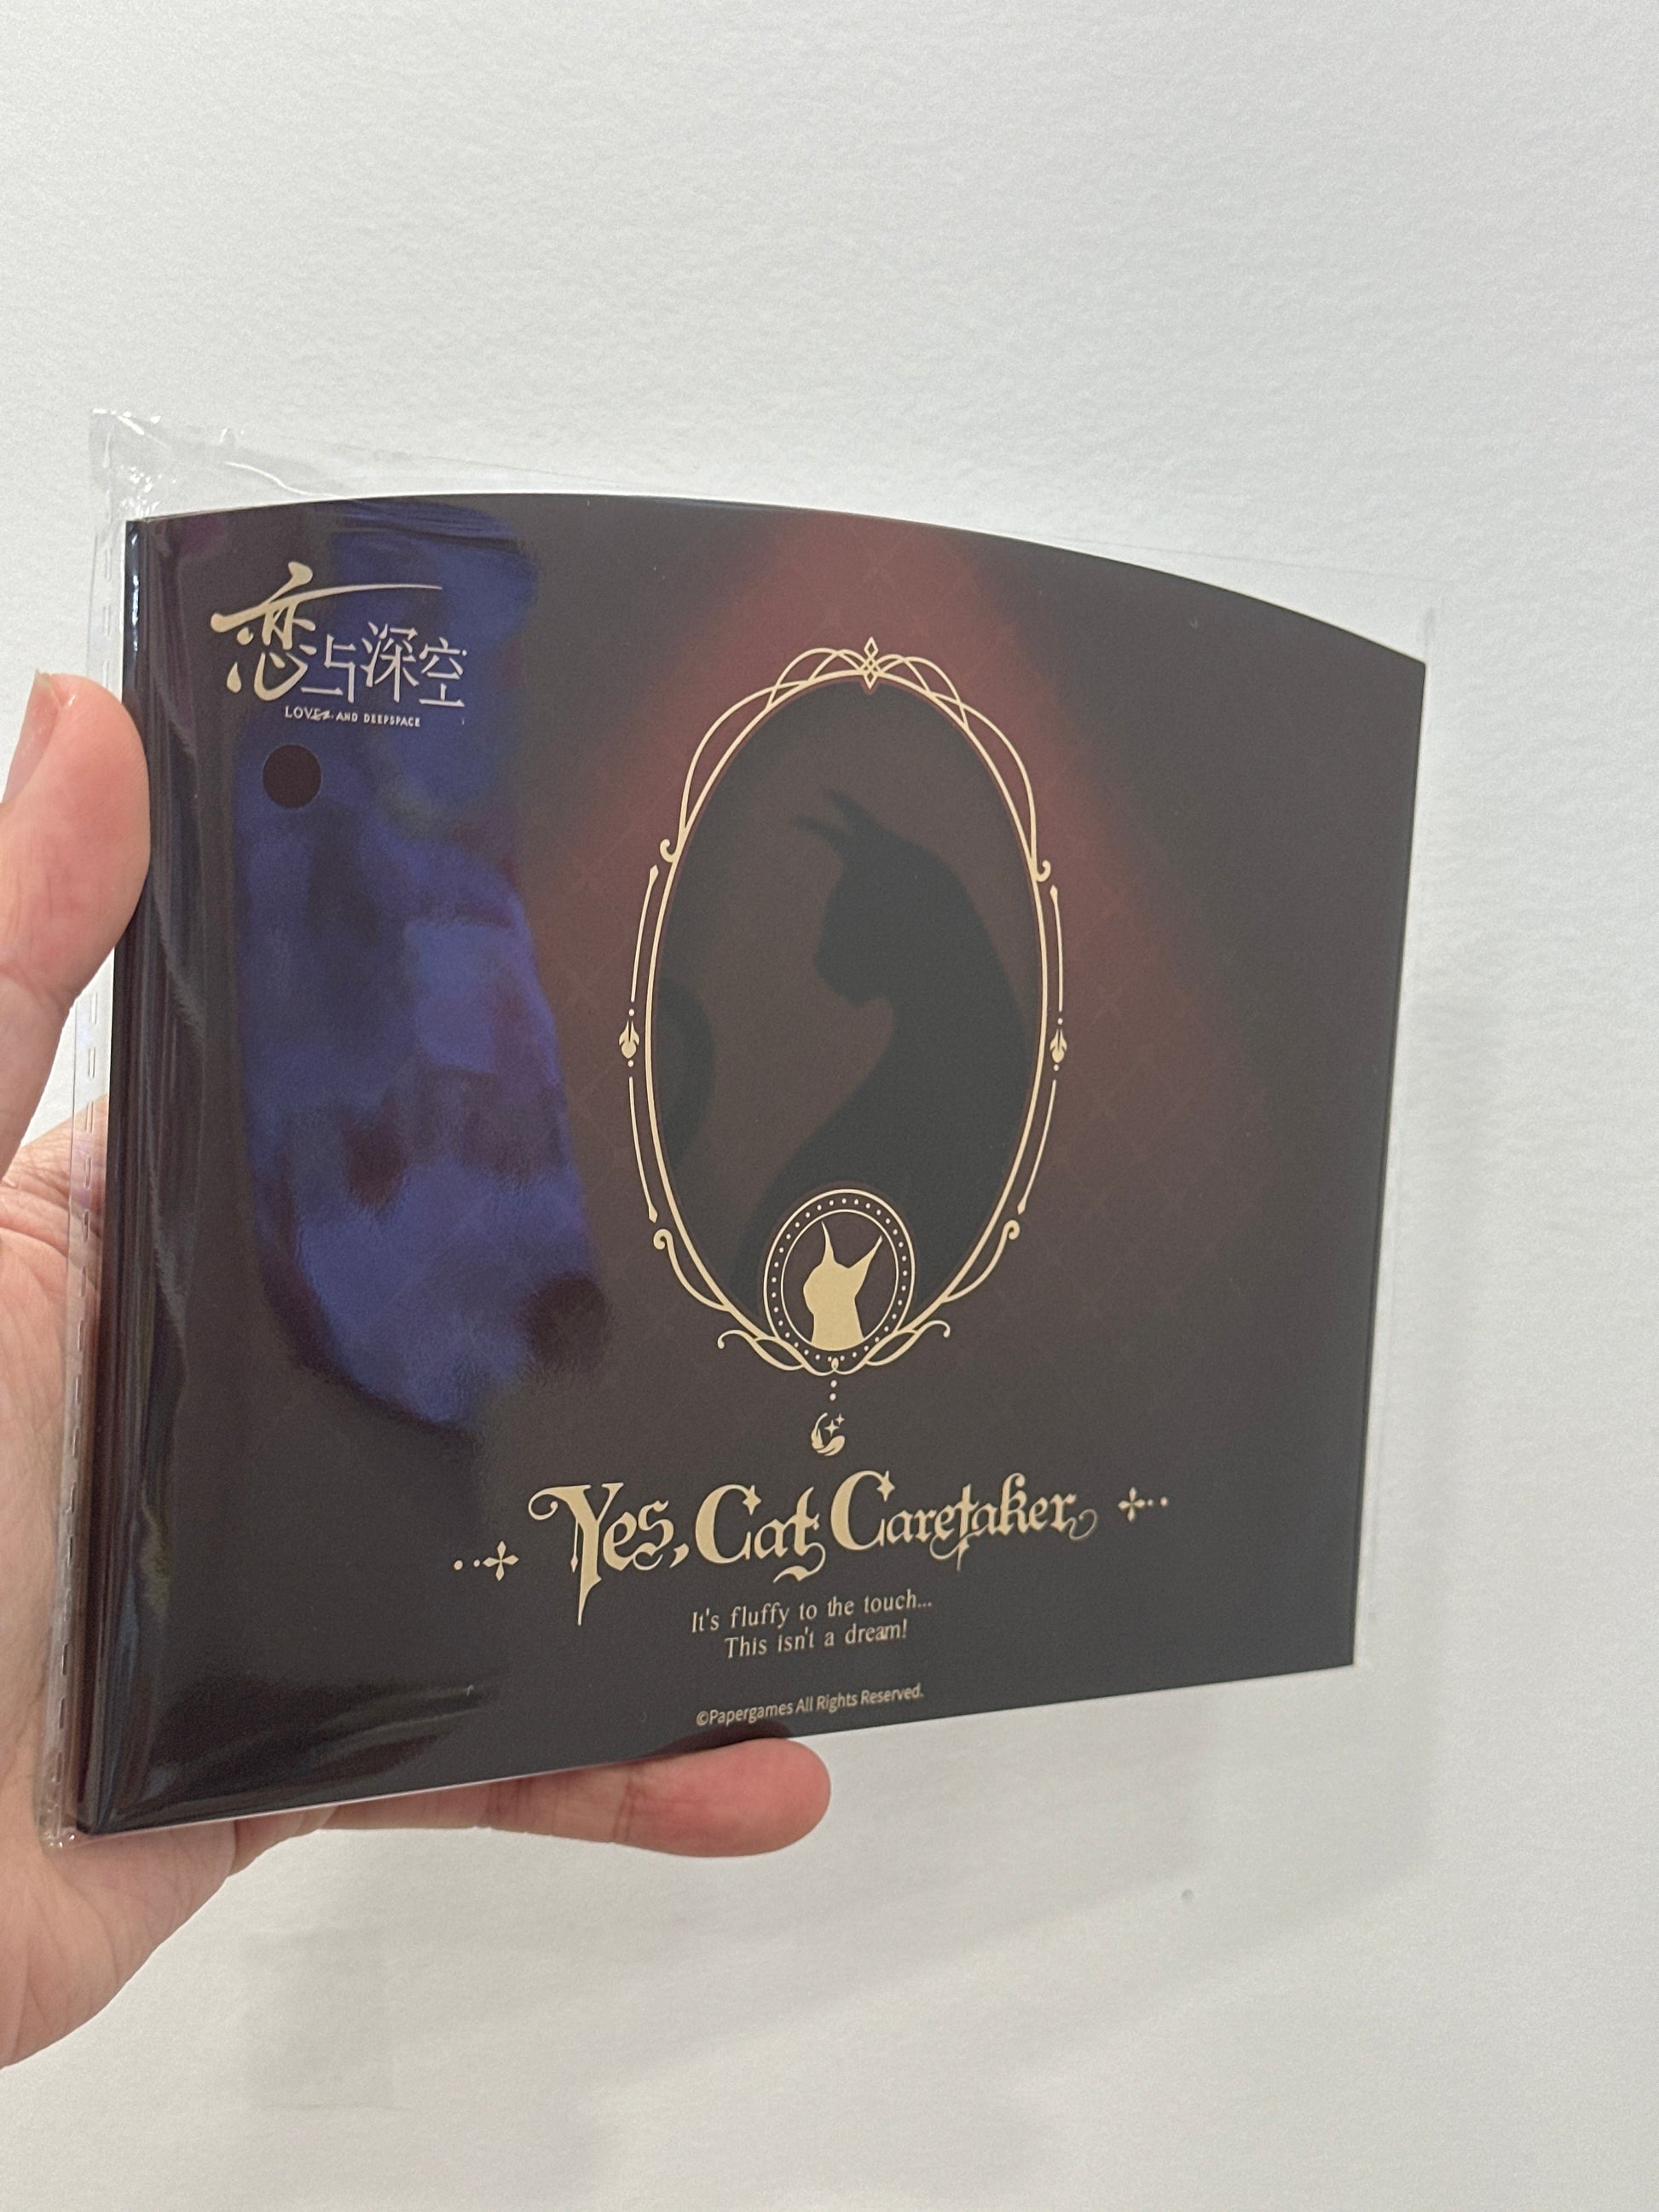 恋与深空
LOVE AND DEEPSPACE
Yes, Cat Caretaker
It's fluffy to the touch...
This isn't a dream!
©Papergames All Rights Reserved.